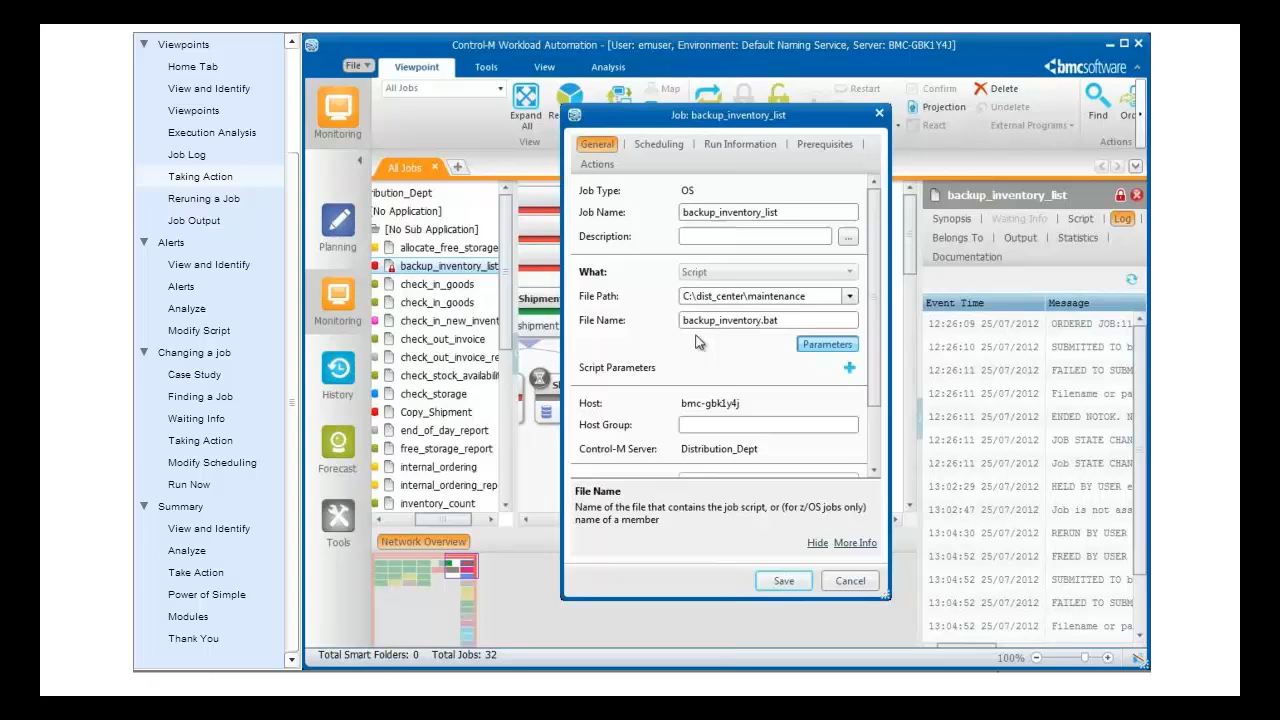 Viewpoints
Home Tab
View and Identify
Viewpoints
Execution Analysis
Job Log
Taking Action
Reruning a Job
Job Output
Alerts
View and Identify
Alerts
Analyze
Modify Script
Changing a job
Case Study
Finding a Job
Waiting Info
Taking Action
Modify Scheduling
Run Now
Summary
View and Identify
Analyze
Take Action
Power of Simple
Modules
Thank You
Control-M Workload Automation - [User: emuser, Environment: Default Naming Service, Server: BMC-GBK1Y4J]
File Viewpoint Tools View Analysis
bmcsoftware
All Jobs
Expand All
Map
Restart
Confirm Delete
Projection Undelete
React External Programs
Find
View
Actions
Monitoring
Planning
Monitoring
History
Forecast
Tools
All Jobs
ribution_Dept
[No Application]
[No Sub Application]
allocate_free_storage
backup_inventory_list
check_in_goods
check_in_goods
check_in_new_invent
check_out_invoice
check_out_invoice_re
check_stock_availabili
check_storage
Copy_Shipment
end_of_day_report
free_storage_report
internal_ordering
internal_ordering_rep
inventory_count
Shipment
shipment
Network Overview
Job: backup_inventory_list
General Scheduling Run Information Prerequisites
Actions
Job Type: OS
Job Name: backup_inventory_list
Description: ...
What: Script
File Path: C:\dist_center\maintenance
File Name: backup_inventory.bat
Parameters
Script Parameters
Host: bmc-gbk1y4j
Host Group:
Control-M Server: Distribution_Dept
File Name
Name of the file that contains the job script, or (for z/OS jobs only)
name of a member
Hide More Info
Save Cancel
backup_inventory_list
Synopsis Waiting Info Script Log
Belongs To Output Statistics
Documentation
Event Time Message
12:26:09 25/07/2012 ORDERED JOB:11
12:26:10 25/07/2012 SUBMITTED TO b
12:26:11 25/07/2012 FAILED TO SUBM
12:26:11 25/07/2012 Filename or pa
12:26:11 25/07/2012 ENDED NOTOK. N
12:26:11 25/07/2012 JOB STATE CHAN
12:26:11 25/07/2012 Job STATE CHAN
13:02:29 25/07/2012 HELD BY USER e
13:02:47 25/07/2012 Job is not ass
13:04:30 25/07/2012 RERUN BY USER
13:04:52 25/07/2012 FREED BY USER
13:04:52 25/07/2012 SUBMITTED TO b
13:04:52 25/07/2012 FAILED TO SUBM
13:04:52 25/07/2012 Filename or pa
Total Smart Folders: 0 Total Jobs: 32
100%